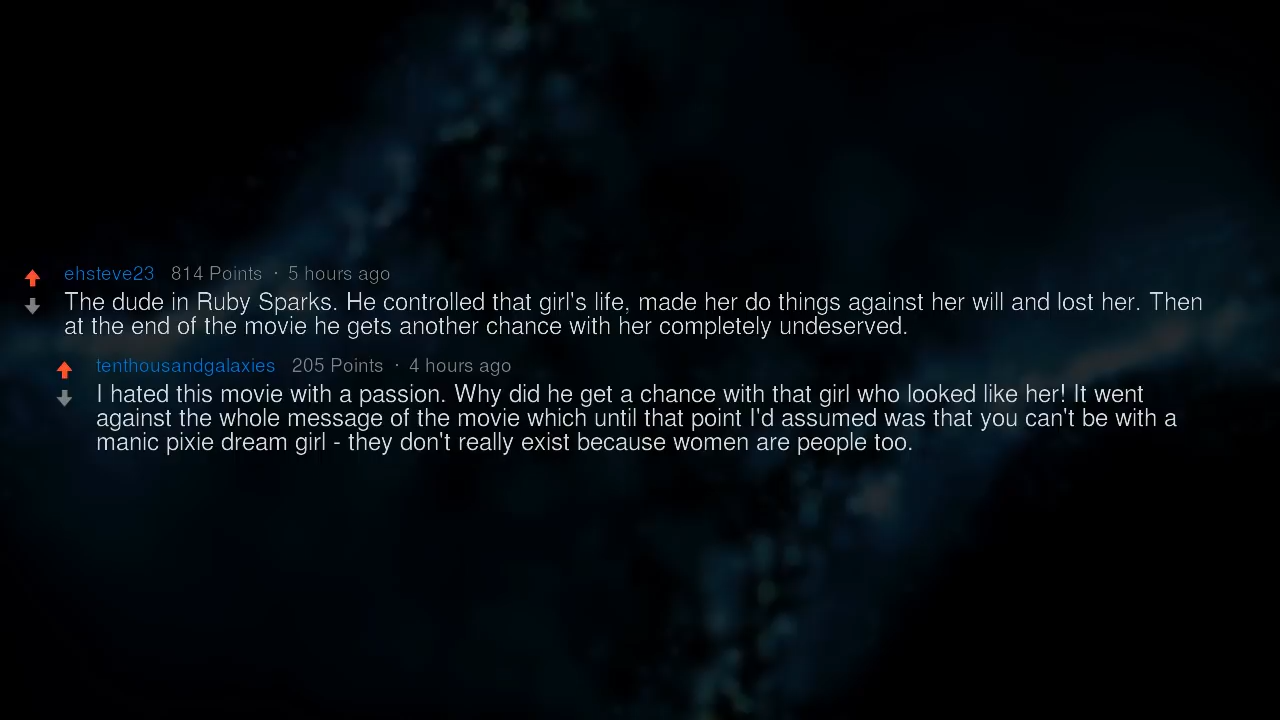 ehsteve23 814 Points · 5 hours ago
The dude in Ruby Sparks. He controlled that girl's life, made her do things against her will and lost her. Then
at the end of the movie he gets another chance with her completely undeserved.
tenthousandgalaxies 205 Points · 4 hours ago
I hated this movie with a passion. Why did he get a chance with that girl who looked like her! It went
against the whole message of the movie which until that point I'd assumed was that you can't be with a
manic pixie dream girl - they don't really exist because women are people too.